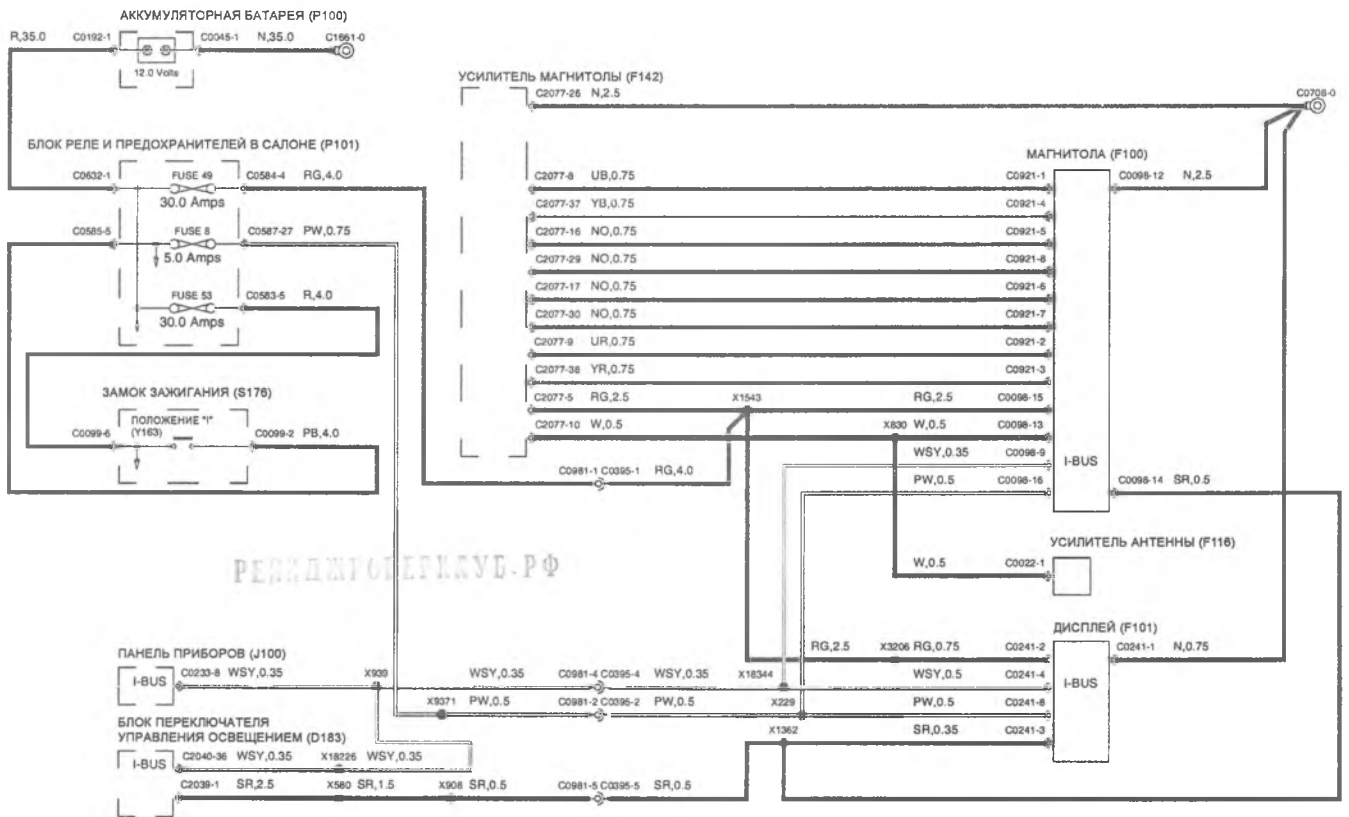 АККУМУЛЯТОРНАЯ БАТАРЕЯ (P100)
R,35.0 C0192-1 C0045-1 N,35.0 C1661-0
12.0 Volts
УСИЛИТЕЛЬ МАГНИТОЛЫ (F142)
C2077-26 N,2.5 C0708-0
БЛОК РЕЛЕ И ПРЕДОХРАНИТЕЛЕЙ В САЛОНЕ (P101)
C0632-1 FUSE 49 C0584-4 RG,4.0
30.0 Amps
C0585-5 FUSE 8 C0587-27 PW,0.75
5.0 Amps
FUSE 53 C0583-5 R,4.0
30.0 Amps
МАГНИТОЛА (F100)
C2077-8 UB,0.75 C0921-1 C0098-12 N,2.5
C2077-37 YB,0.75 C0921-4
C2077-16 NO,0.75 C0921-5
C2077-29 NO,0.75 C0921-8
C2077-17 NO,0.75 C0921-6
C2077-30 NO,0.75 C0921-7
C2077-9 UR,0.75 C0921-2
C2077-38 YR,0.75 C0921-3
C2077-5 RG,2.5 X1543 RG,2.5 C0098-15
C2077-10 W,0.5 X830 W,0.5 C0098-13
WSY,0.35 C0098-9
I-BUS
PW,0.5 C0098-16 C0098-14 SR,0.5
ЗАМОК ЗАЖИГАНИЯ (S176)
ПОЛОЖЕНИЕ "I"
C0099-6 (Y163) C0099-2 PB,4.0
C0981-1 C0395-1 RG,4.0
РЕЙНДЖРОВЕРКЛУБ.РФ
УСИЛИТЕЛЬ АНТЕННЫ (F116)
W,0.5 C0022-1
ДИСПЛЕЙ (F101)
RG,2.5 X3206 RG,0.75 C0241-2 C0241-1 N,0.75
ПАНЕЛЬ ПРИБОРОВ (J100)
I-BUS C0233-8 WSY,0.35 X939 WSY,0.35 C0981-4 C0395-4 WSY,0.35 X18344 WSY,0.5 C0241-4
I-BUS
X9371 PW,0.5 C0981-2 C0395-2 PW,0.5 X229 PW,0.5 C0241-8
X1362 SR,0.35 C0241-3
БЛОК ПЕРЕКЛЮЧАТЕЛЯ
УПРАВЛЕНИЯ ОСВЕЩЕНИЕМ (D183)
I-BUS C2040-36 WSY,0.35 X18226 WSY,0.35
C2039-1 SR,2.5 X580 SR,1.5 X908 SR,0.5 C0981-5 C0395-5 SR,0.5